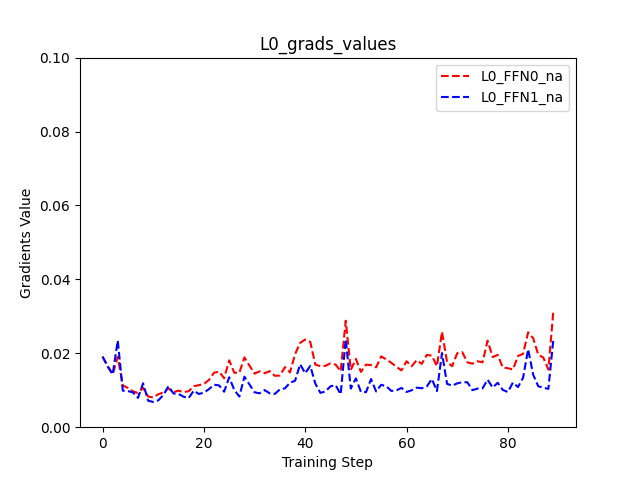 L0_grads_values
0.10
0.08
0.06
0.04
0.02
0.00
Gradients Value
L0_FFN0_na
L0_FFN1_na
0
20
40
60
80
Training Step